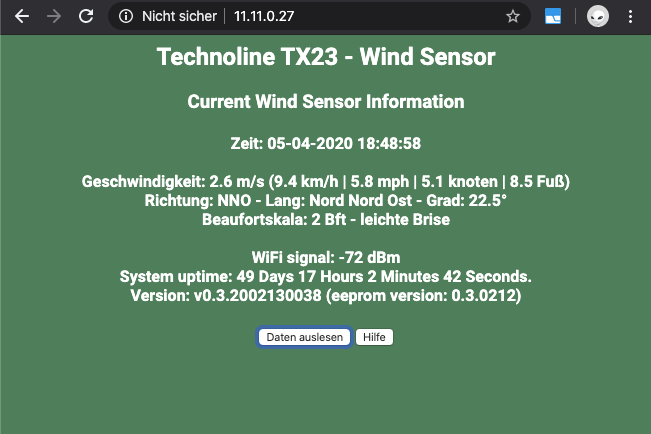 Nicht sicher | 11.11.0.27
Technoline TX23 - Wind Sensor
Current Wind Sensor Information
Zeit: 05-04-2020 18:48:58
Geschwindigkeit: 2.6 m/s (9.4 km/h | 5.8 mph | 5.1 knoten | 8.5 Fuß)
Richtung: NNO - Lang: Nord Nord Ost - Grad: 22.5°
Beaufortskala: 2 Bft - leichte Brise
WiFi signal: -72 dBm
System uptime: 49 Days 17 Hours 2 Minutes 42 Seconds.
Version: v0.3.2002130038 (eeprom version: 0.3.0212)
Daten auslesen Hilfe